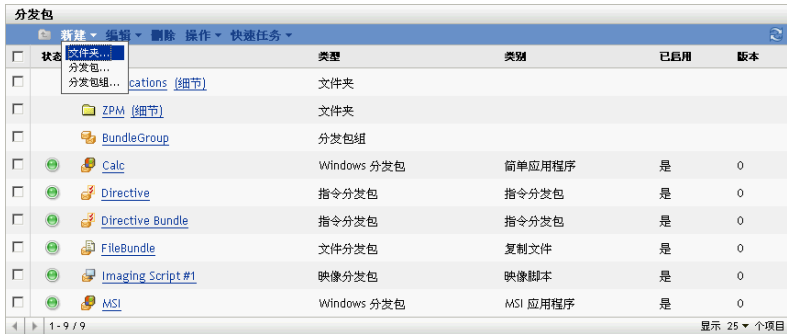 分发包
新建 编辑 删除 操作 快速任务
状态 类型 类别 已启用 版本
文件夹...
分发包...
分发包组...
cations (细节) 文件夹
ZPM (细节) 文件夹
BundleGroup 分发包组
Calc Windows 分发包 简单应用程序 是 0
Directive 指令分发包 指令分发包 是 0
Directive Bundle 指令分发包 指令分发包 是 0
FileBundle 文件分发包 复制文件 是 0
Imaging Script #1 映像分发包 映像脚本 是 0
MSI Windows 分发包 MSI 应用程序 是 0
1 - 9 / 9 显示 25 个项目